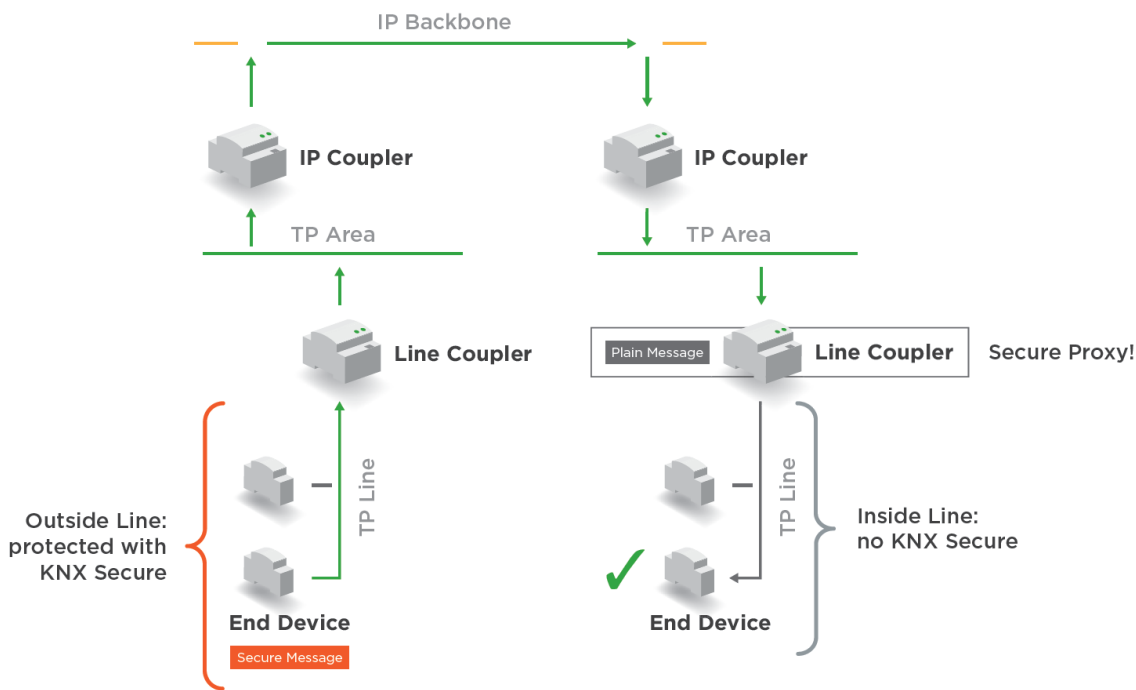 IP Backbone
IP Coupler
IP Coupler
TP Area
TP Area
Line Coupler
Plain Message
Line Coupler
Secure Proxy!
TP Line
TP Line
Outside Line:
protected with
KNX Secure
Inside Line:
no KNX Secure
End Device
Secure Message
End Device